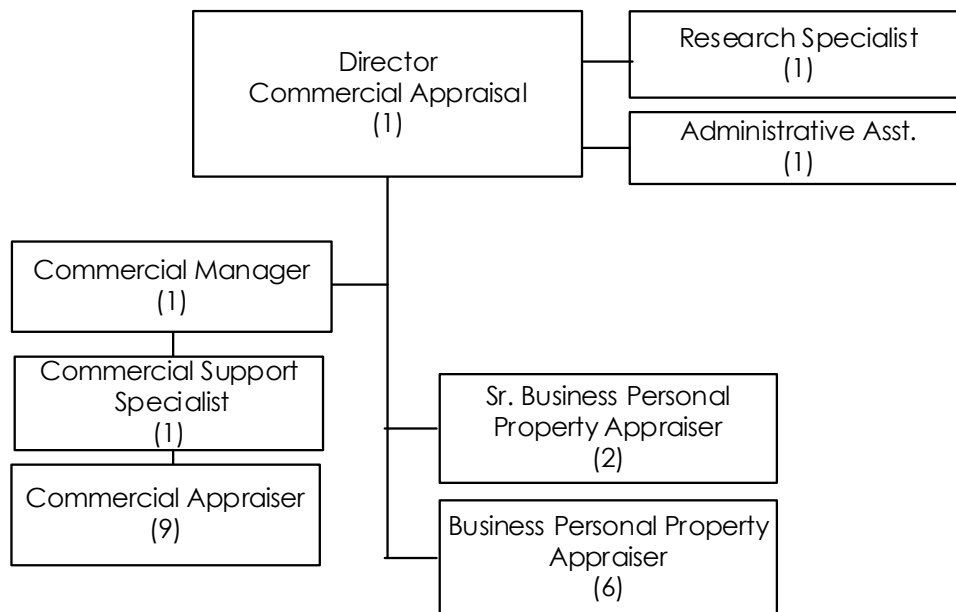 Director
Commercial Appraisal
(1)
Research Specialist
(1)
Administrative Asst.
(1)
Commercial Manager
(1)
Commercial Support
Specialist
(1)
Commercial Appraiser
(9)
Sr. Business Personal
Property Appraiser
(2)
Business Personal Property
Appraiser
(6)